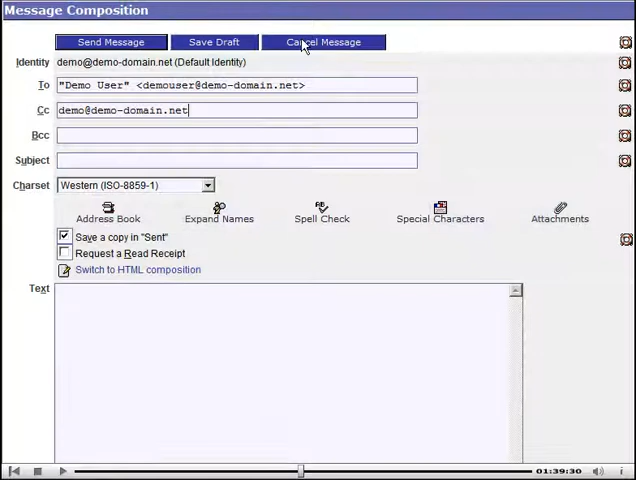 Message Composition
Send Message Save Draft Cancel Message
Identity demo@demo-domain.net (Default Identity)
To "Demo User" <demouser@demo-domain.net>
Cc demo@demo-domain.net
Bcc
Subject
Charset Western (ISO-8859-1)
Address Book Expand Names Spell Check Special Characters Attachments
Save a copy in "Sent"
Request a Read Receipt
Switch to HTML composition
Text
01:39:30